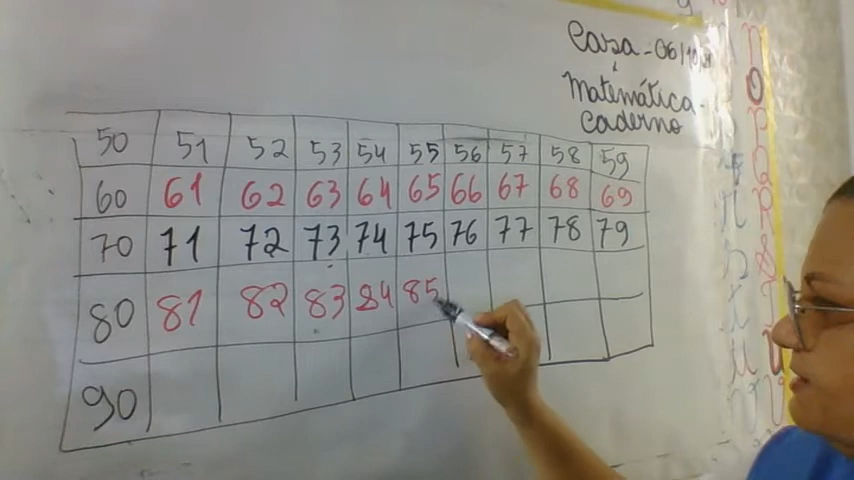 Casa - 06/10/21
Matemática -
caderno
50 51 52 53 54 55 56 57 58 59
60 61 62 63 64 65 66 67 68 69
70 71 72 73 74 75 76 77 78 79
80 81 82 83 84 85
90